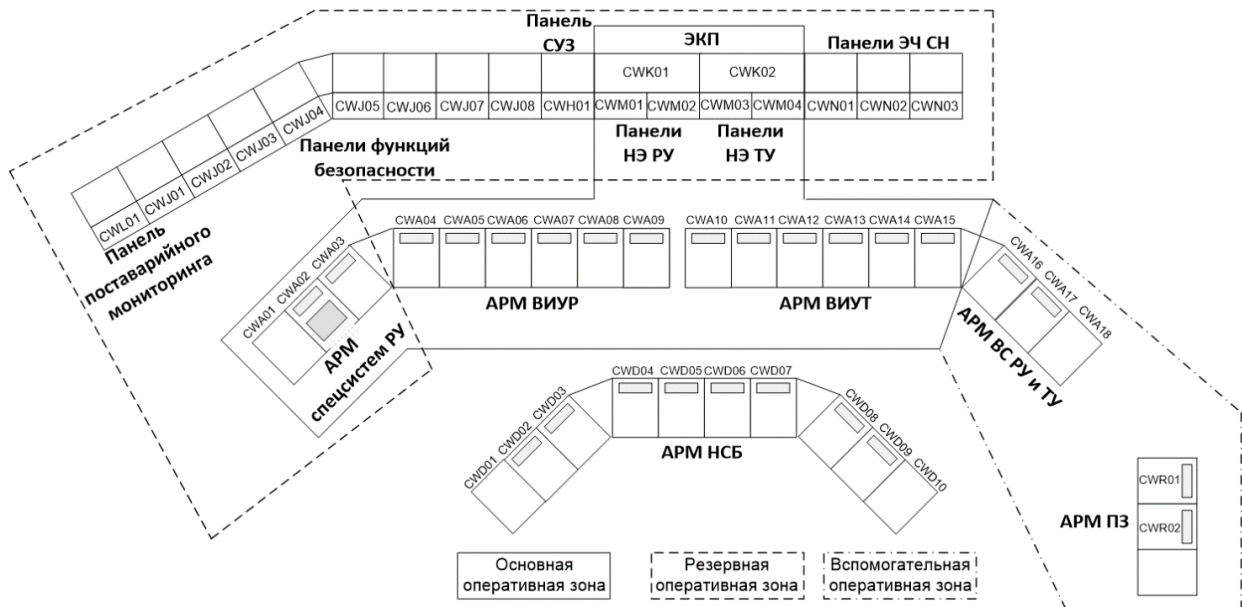 Панель
СУЗ
ЭКП
Панели ЭЧ СН
CWK01
CWK02
CWJ05
CWJ06
CWJ07
CWJ08
CWH01
CWM01
CWM02
CWM03
CWM04
CWN01
CWN02
CWN03
CWL01
CWJ01
CWJ02
CWJ03
CWJ04
Панели функций
безопасности
Панели
НЭ РУ
Панели
НЭ ТУ
Панель
поставарийного
мониторинга
CWA01
CWA02
CWA03
CWA04
CWA05
CWA06
CWA07
CWA08
CWA09
CWA10
CWA11
CWA12
CWA13
CWA14
CWA15
CWA16
CWA17
CWA18
АРМ
спецсистем РУ
АРМ ВИУР
АРМ ВИУТ
АРМ ВС РУ и ТУ
CWD01
CWD02
CWD03
CWD04
CWD05
CWD06
CWD07
CWD08
CWD09
CWD10
АРМ НСБ
АРМ ПЗ
CWR01
CWR02
Основная
оперативная зона
Резервная
оперативная зона
Вспомогательная
оперативная зона